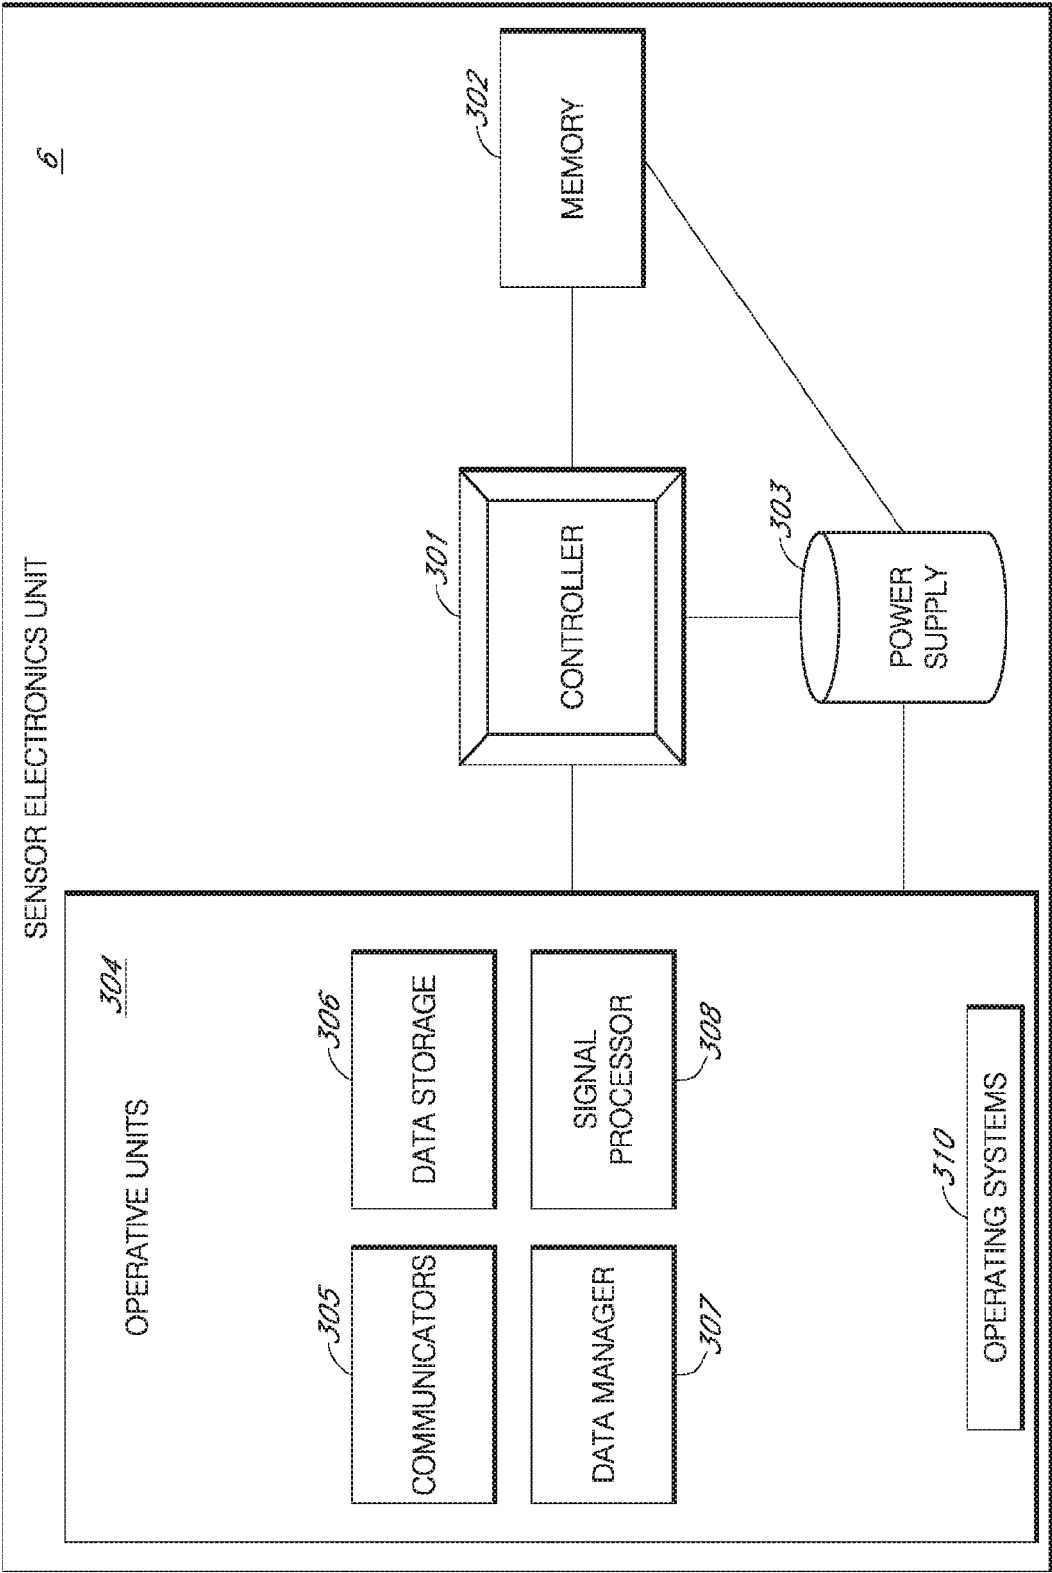 SENSOR ELECTRONICS UNIT
6
OPERATIVE UNITS
304
305
COMMUNICATORS
306
DATA STORAGE
DATA MANAGER
307
SIGNAL
PROCESSOR
308
310
OPERATING SYSTEMS
301
CONTROLLER
302
MEMORY
303
POWER
SUPPLY